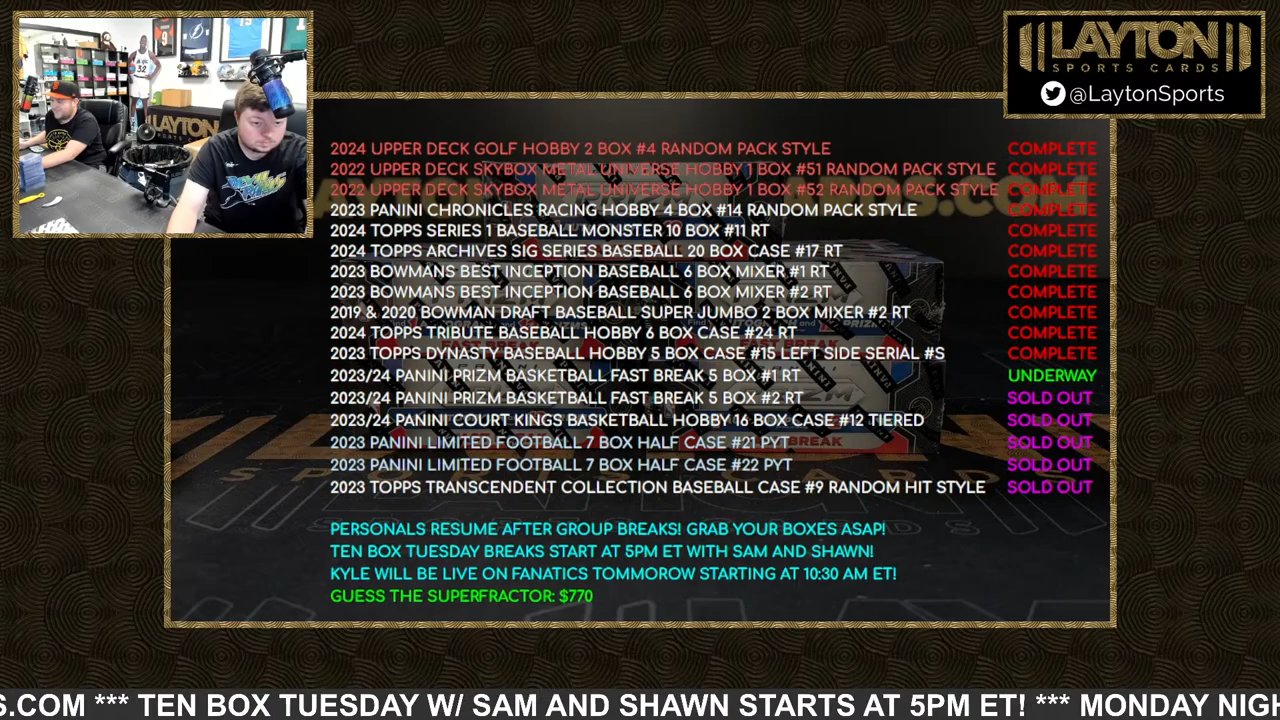 LAYTON
SPORTS CARDS
@LaytonSports
2024 UPPER DECK GOLF HOBBY 2 BOX #4 RANDOM PACK STYLE COMPLETE
2022 UPPER DECK SKYBOX METAL UNIVERSE HOBBY 1 BOX #51 RANDOM PACK STYLE COMPLETE
2022 UPPER DECK SKYBOX METAL UNIVERSE HOBBY 1 BOX #52 RANDOM PACK STYLE COMPLETE
2023 PANINI CHRONICLES RACING HOBBY 4 BOX #14 RANDOM PACK STYLE COMPLETE
2024 TOPPS SERIES 1 BASEBALL MONSTER 10 BOX #11 RT COMPLETE
2024 TOPPS ARCHIVES SIG SERIES BASEBALL 20 BOX CASE #17 RT COMPLETE
2023 BOWMANS BEST INCEPTION BASEBALL 6 BOX MIXER #1 RT COMPLETE
2023 BOWMANS BEST INCEPTION BASEBALL 6 BOX MIXER #2 RT COMPLETE
2019 & 2020 BOWMAN DRAFT BASEBALL SUPER JUMBO 2 BOX MIXER #2 RT COMPLETE
2024 TOPPS TRIBUTE BASEBALL HOBBY 6 BOX CASE #24 RT COMPLETE
2023 TOPPS DYNASTY BASEBALL HOBBY 5 BOX CASE #15 LEFT SIDE SERIAL #S COMPLETE
2023/24 PANINI PRIZM BASKETBALL FAST BREAK 5 BOX #1 RT UNDERWAY
2023/24 PANINI PRIZM BASKETBALL FAST BREAK 5 BOX #2 RT SOLD OUT
2023/24 PANINI COURT KINGS BASKETBALL HOBBY 16 BOX CASE #12 TIERED SOLD OUT
2023 PANINI LIMITED FOOTBALL 7 BOX HALF CASE #21 PYT SOLD OUT
2023 PANINI LIMITED FOOTBALL 7 BOX HALF CASE #22 PYT SOLD OUT
2023 TOPPS TRANSCENDENT COLLECTION BASEBALL CASE #9 RANDOM HIT STYLE SOLD OUT
PERSONALS RESUME AFTER GROUP BREAKS! GRAB YOUR BOXES ASAP!
TEN BOX TUESDAY BREAKS START AT 5PM ET WITH SAM AND SHAWN!
KYLE WILL BE LIVE ON FANATICS TOMMOROW STARTING AT 10:30 AM ET!
GUESS THE SUPERFRACTOR: $770
S.COM *** TEN BOX TUESDAY W/ SAM AND SHAWN STARTS AT 5PM ET! *** MONDAY NIGH